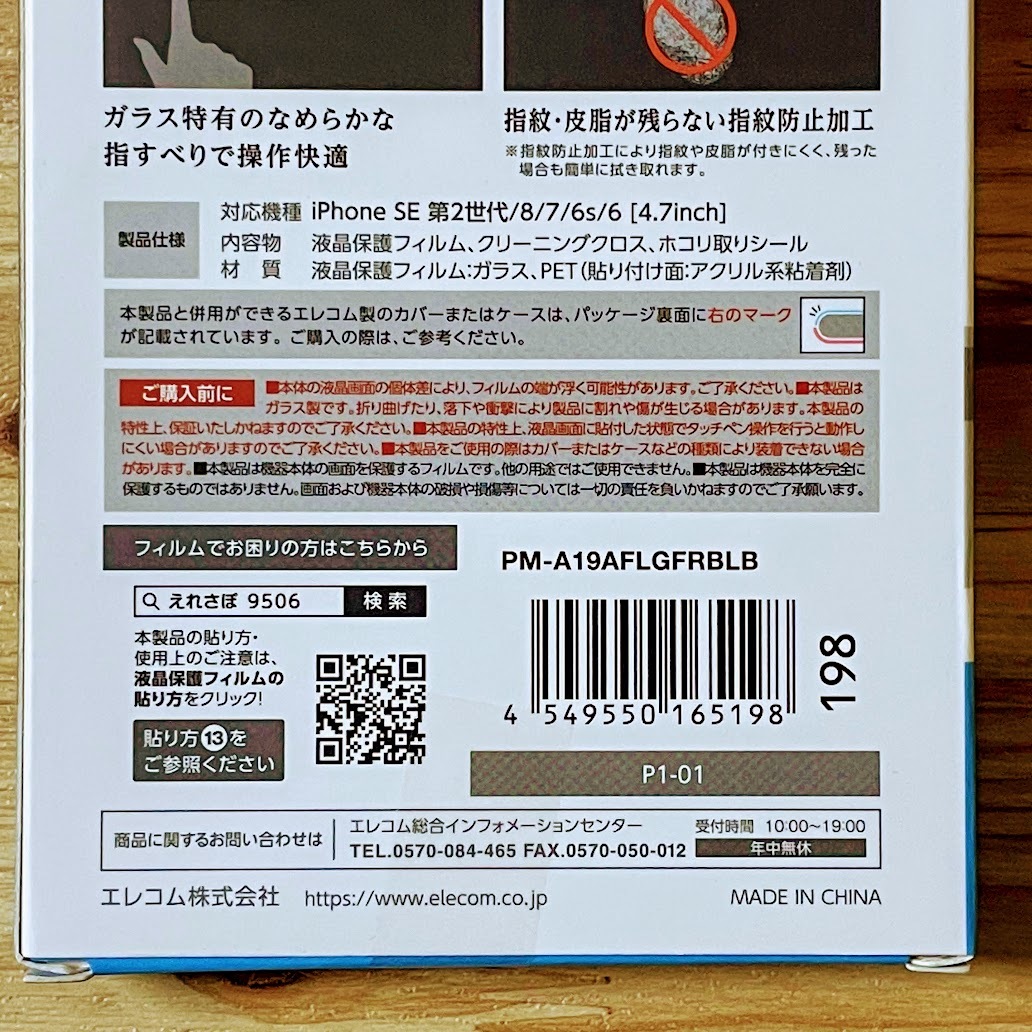 ガラス特有のなめらかな
指すべりで操作快適
指紋・皮脂が残らない指紋防止加工
※指紋防止加工により指紋や皮脂が付きにくく、残った
場合も簡単に拭き取れます。
製品仕様
対応機種 iPhone SE 第2世代/8/7/6s/6 [4.7inch]
内容物 液晶保護フィルム、クリーニングクロス、ホコリ取りシール
材質 液晶保護フィルム:ガラス、PET(貼り付け面:アクリル系粘着剤)
本製品と併用ができるエレコム製のカバーまたはケースは、パッケージ裏面に右のマーク
が記載されています。ご購入の際は、ご参考ください。
ご購入前に ■本体の液晶画面の個体差により、フィルムの端が浮く可能性があります。ご了承ください。■本製品は
ガラス製です。折り曲げたり、落下や衝撃により製品に割れや傷が生じる場合があります。本製品の
特性上、保証いたしかねますのでご了承ください。■本製品の特性上、液晶画面に貼付した状態でタッチペン操作を行うと動作し
にくい場合がありますのでご了承ください。■本製品をご使用の際はカバーまたはケースなどの種類により装着できない場合
があります。■本製品は機器本体の画面を保護するフィルムです。他の用途ではご使用できません。■本製品は機器本体を完全に
保護するものではありません。画面および機器本体の破損や損傷等については一切の責任を負いかねますのでご了承願います。
フィルムでお困りの方はこちらから
えれさぽ 9506 検索
本製品の貼り方・
使用上のご注意は、
液晶保護フィルムの
貼り方をクリック!
貼り方⑬を
ご参照ください
PM-A19AFLGFRBLB
4 549550 165198
198
P1-01
商品に関するお問い合わせは
エレコム総合インフォメーションセンター
TEL.0570-084-465 FAX.0570-050-012
受付時間 10:00~19:00
年中無休
エレコム株式会社 https://www.elecom.co.jp
MADE IN CHINA